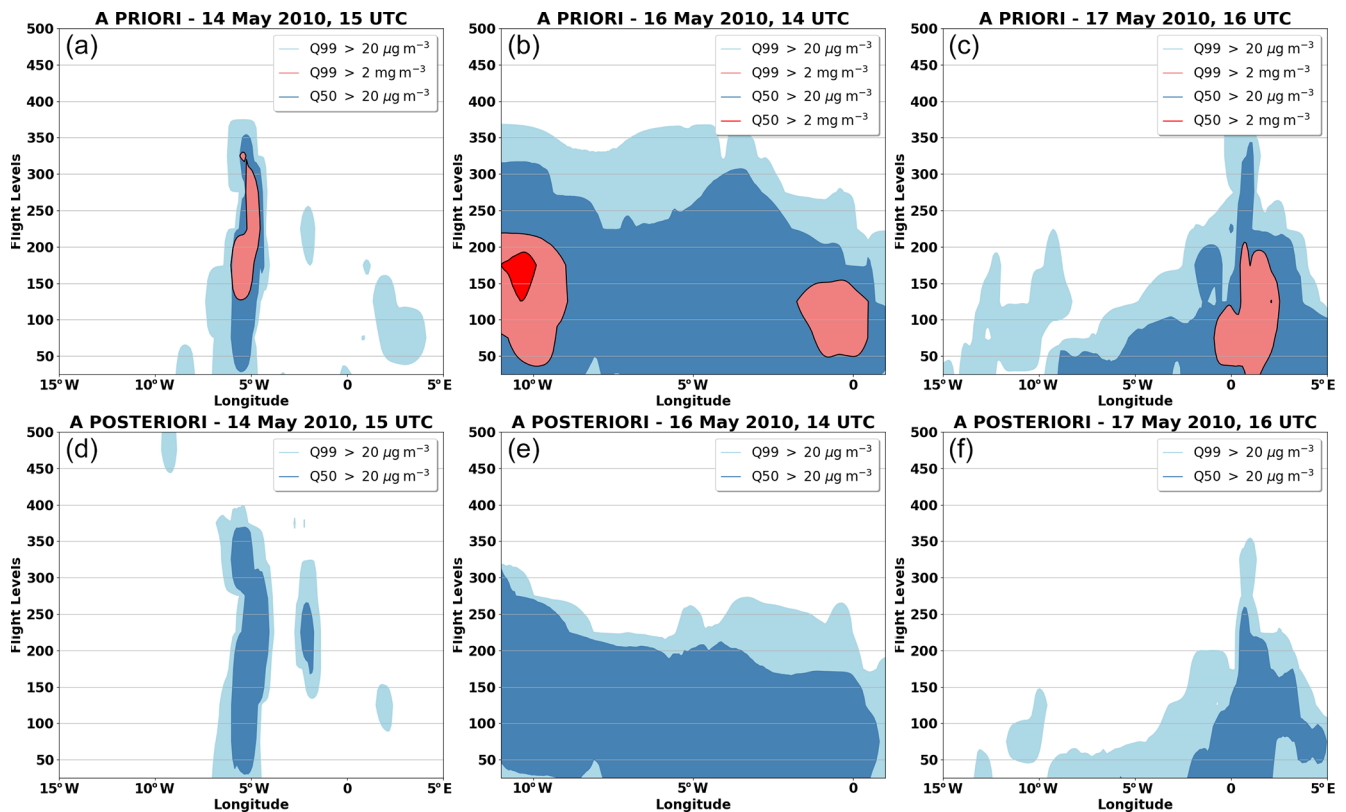 A PRIORI - 14 May 2010, 15 UTC
(a)
Q99 > 20 μg m⁻³
Q99 > 2 mg m⁻³
Q50 > 20 μg m⁻³
500
450
400
350
300
250
200
150
100
50
Flight Levels
15°W
10°W
5°W
0
5°E
Longitude
A PRIORI - 16 May 2010, 14 UTC
(b)
Q99 > 20 μg m⁻³
Q99 > 2 mg m⁻³
Q50 > 20 μg m⁻³
Q50 > 2 mg m⁻³
500
450
400
350
300
250
200
150
100
50
Flight Levels
10°W
5°W
0
Longitude
A PRIORI - 17 May 2010, 16 UTC
(c)
Q99 > 20 μg m⁻³
Q99 > 2 mg m⁻³
Q50 > 20 μg m⁻³
Q50 > 2 mg m⁻³
500
450
400
350
300
250
200
150
100
50
Flight Levels
15°W
10°W
5°W
0
5°E
Longitude
A POSTERIORI - 14 May 2010, 15 UTC
(d)
Q99 > 20 μg m⁻³
Q50 > 20 μg m⁻³
500
450
400
350
300
250
200
150
100
50
Flight Levels
15°W
10°W
5°W
0
5°E
Longitude
A POSTERIORI - 16 May 2010, 14 UTC
(e)
Q99 > 20 μg m⁻³
Q50 > 20 μg m⁻³
500
450
400
350
300
250
200
150
100
50
Flight Levels
10°W
5°W
0
Longitude
A POSTERIORI - 17 May 2010, 16 UTC
(f)
Q99 > 20 μg m⁻³
Q50 > 20 μg m⁻³
500
450
400
350
300
250
200
150
100
50
Flight Levels
15°W
10°W
5°W
0
5°E
Longitude